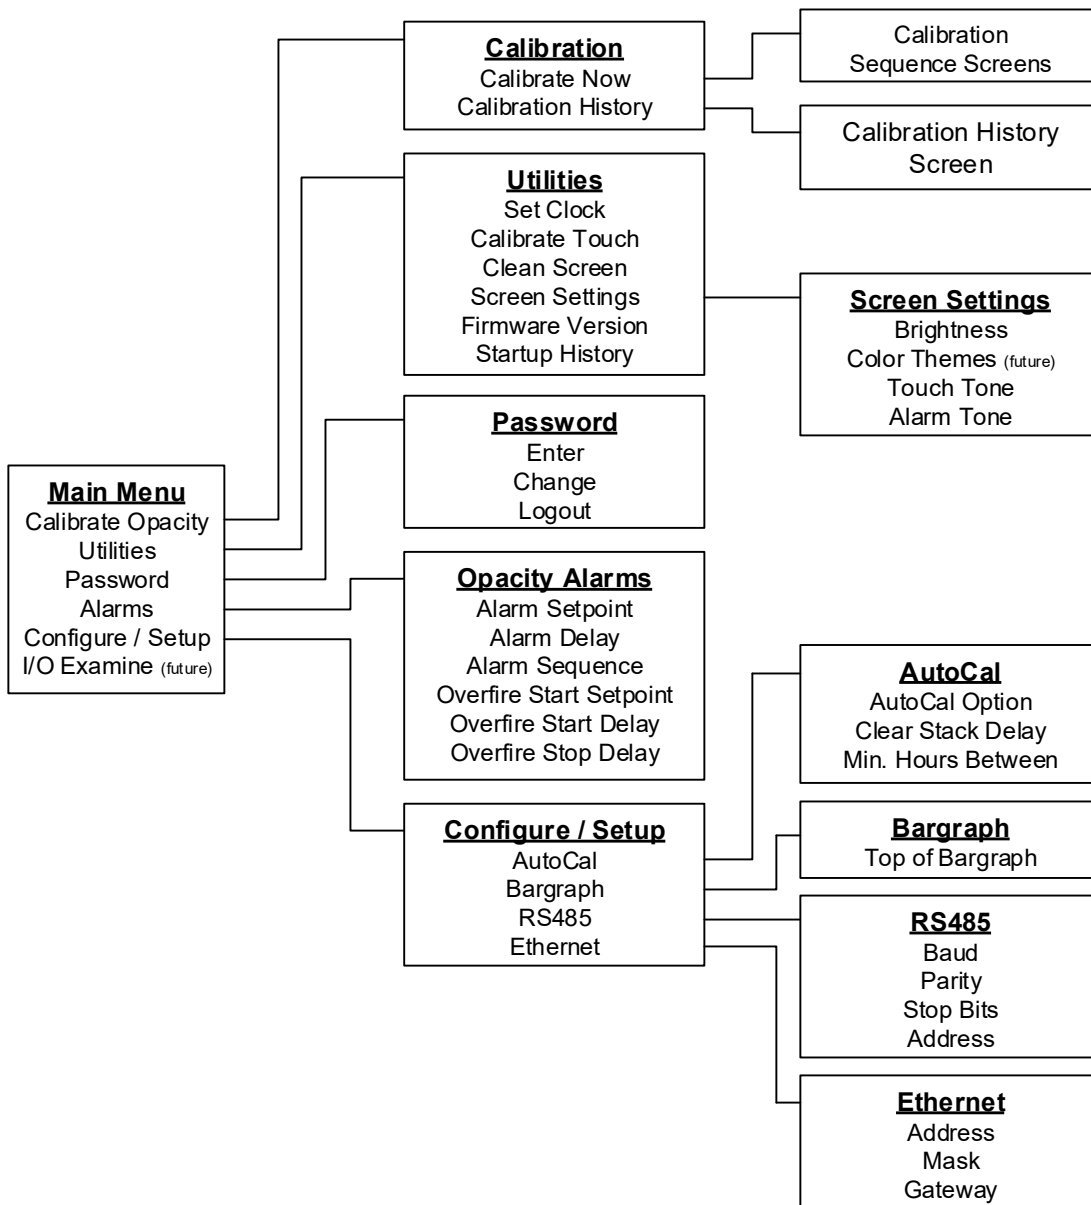 Main Menu
Calibrate Opacity
Utilities
Password
Alarms
Configure / Setup
I/O Examine (future)
Calibration
Calibrate Now
Calibration History
Utilities
Set Clock
Calibrate Touch
Clean Screen
Screen Settings
Firmware Version
Startup History
Password
Enter
Change
Logout
Opacity Alarms
Alarm Setpoint
Alarm Delay
Alarm Sequence
Overfire Start Setpoint
Overfire Start Delay
Overfire Stop Delay
Configure / Setup
AutoCal
Bargraph
RS485
Ethernet
Calibration
Sequence Screens
Calibration History
Screen
Screen Settings
Brightness
Color Themes (future)
Touch Tone
Alarm Tone
AutoCal
AutoCal Option
Clear Stack Delay
Min. Hours Between
Bargraph
Top of Bargraph
RS485
Baud
Parity
Stop Bits
Address
Ethernet
Address
Mask
Gateway